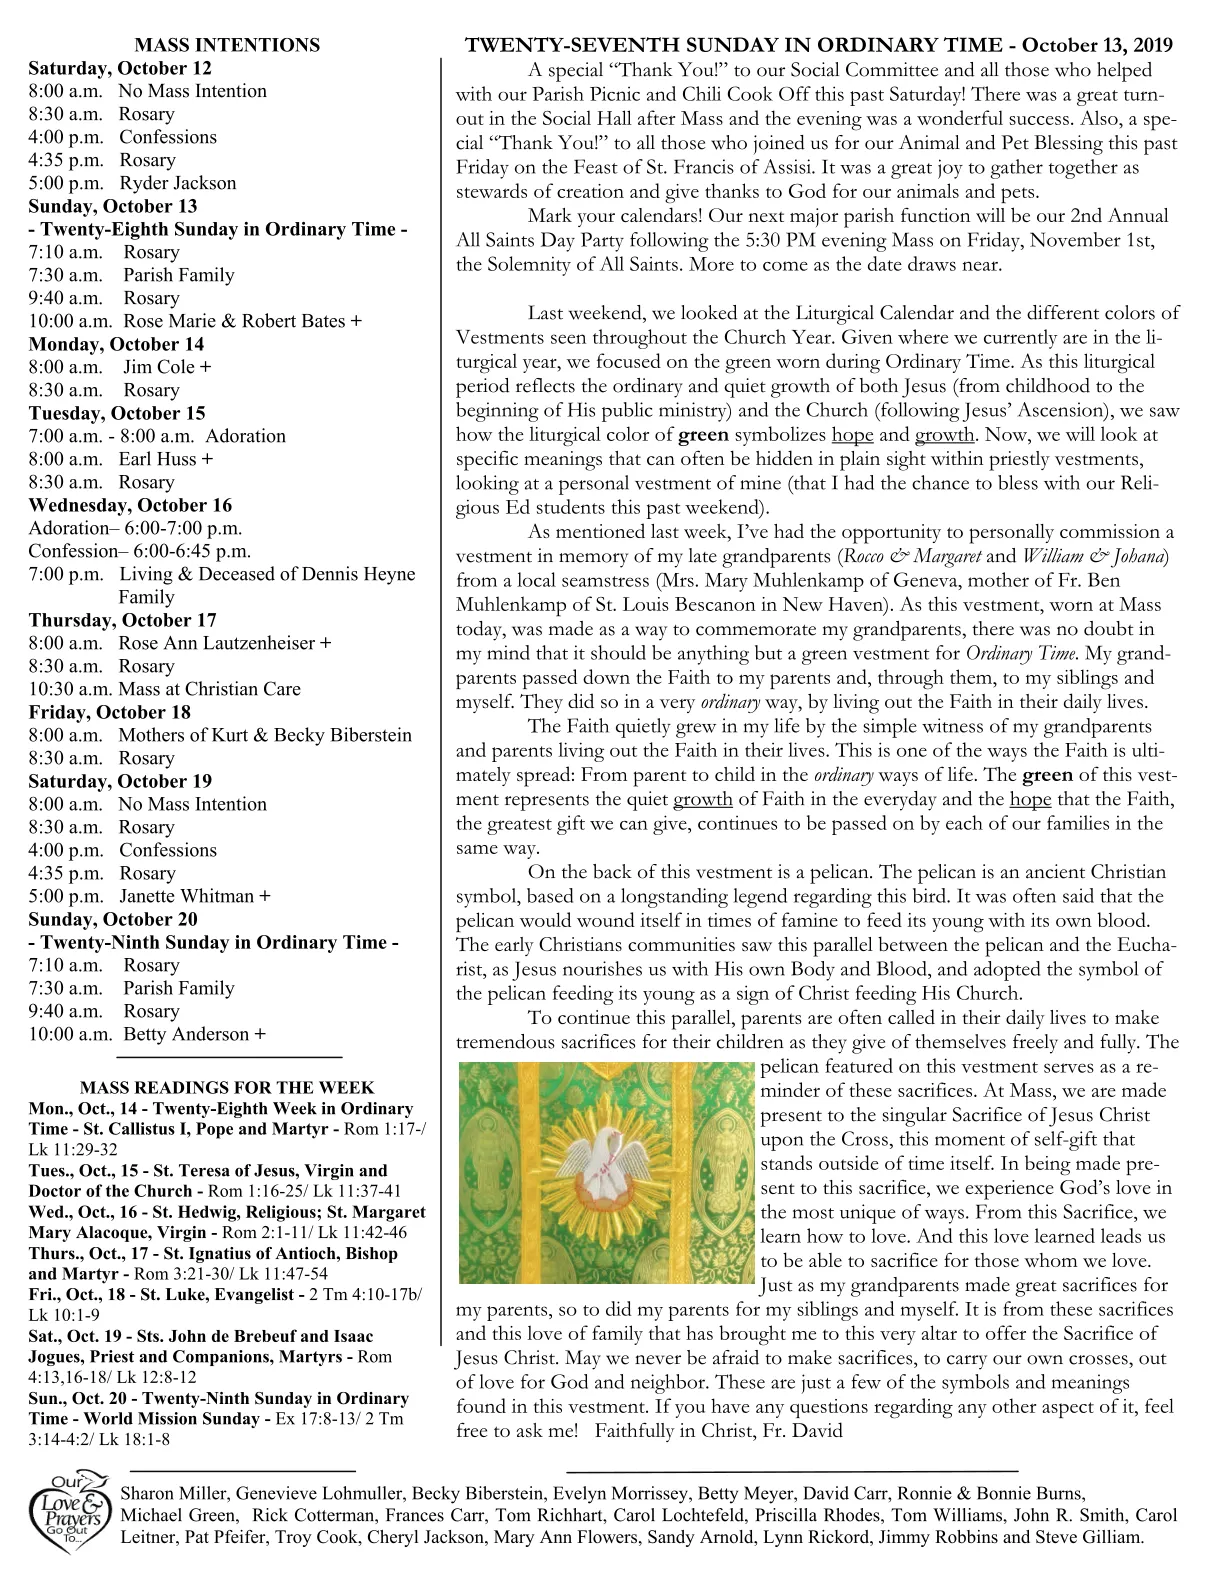 MASS INTENTIONS
Saturday, October 12
8:00 a.m. No Mass Intention
8:30 a.m. Rosary
4:00 p.m. Confessions
4:35 p.m. Rosary
5:00 p.m. Ryder Jackson
Sunday, October 13
- Twenty-Eighth Sunday in Ordinary Time -
7:10 a.m. Rosary
7:30 a.m. Parish Family
9:40 a.m. Rosary
10:00 a.m. Rose Marie & Robert Bates +
Monday, October 14
8:00 a.m. Jim Cole +
8:30 a.m. Rosary
Tuesday, October 15
7:00 a.m. - 8:00 a.m. Adoration
8:00 a.m. Earl Huss +
8:30 a.m. Rosary
Wednesday, October 16
Adoration– 6:00-7:00 p.m.
Confession– 6:00-6:45 p.m.
7:00 p.m. Living & Deceased of Dennis Heyne
Family
Thursday, October 17
8:00 a.m. Rose Ann Lautzenheiser +
8:30 a.m. Rosary
10:30 a.m. Mass at Christian Care
Friday, October 18
8:00 a.m. Mothers of Kurt & Becky Biberstein
8:30 a.m. Rosary
Saturday, October 19
8:00 a.m. No Mass Intention
8:30 a.m. Rosary
4:00 p.m. Confessions
4:35 p.m. Rosary
5:00 p.m. Janette Whitman +
Sunday, October 20
- Twenty-Ninth Sunday in Ordinary Time -
7:10 a.m. Rosary
7:30 a.m. Parish Family
9:40 a.m. Rosary
10:00 a.m. Betty Anderson +
MASS READINGS FOR THE WEEK
Mon., Oct., 14 - Twenty-Eighth Week in Ordinary
Time - St. Callistus I, Pope and Martyr - Rom 1:17-/
Lk 11:29-32
Tues., Oct., 15 - St. Teresa of Jesus, Virgin and
Doctor of the Church - Rom 1:16-25/ Lk 11:37-41
Wed., Oct., 16 - St. Hedwig, Religious; St. Margaret
Mary Alacoque, Virgin - Rom 2:1-11/ Lk 11:42-46
Thurs., Oct., 17 - St. Ignatius of Antioch, Bishop
and Martyr - Rom 3:21-30/ Lk 11:47-54
Fri., Oct., 18 - St. Luke, Evangelist - 2 Tm 4:10-17b/
Lk 10:1-9
Sat., Oct. 19 - Sts. John de Brebeuf and Isaac
Jogues, Priest and Companions, Martyrs - Rom
4:13,16-18/ Lk 12:8-12
Sun., Oct. 20 - Twenty-Ninth Sunday in Ordinary
Time - World Mission Sunday - Ex 17:8-13/ 2 Tm
3:14-4:2/ Lk 18:1-8
TWENTY-SEVENTH SUNDAY IN ORDINARY TIME - October 13, 2019
A special “Thank You!” to our Social Committee and all those who helped
with our Parish Picnic and Chili Cook Off this past Saturday! There was a great turn-
out in the Social Hall after Mass and the evening was a wonderful success. Also, a spe-
cial “Thank You!” to all those who joined us for our Animal and Pet Blessing this past
Friday on the Feast of St. Francis of Assisi. It was a great joy to gather together as
stewards of creation and give thanks to God for our animals and pets.
Mark your calendars! Our next major parish function will be our 2nd Annual
All Saints Day Party following the 5:30 PM evening Mass on Friday, November 1st,
the Solemnity of All Saints. More to come as the date draws near.
Last weekend, we looked at the Liturgical Calendar and the different colors of
Vestments seen throughout the Church Year. Given where we currently are in the li-
turgical year, we focused on the green worn during Ordinary Time. As this liturgical
period reflects the ordinary and quiet growth of both Jesus (from childhood to the
beginning of His public ministry) and the Church (following Jesus’ Ascension), we saw
how the liturgical color of green symbolizes hope and growth. Now, we will look at
specific meanings that can often be hidden in plain sight within priestly vestments,
looking at a personal vestment of mine (that I had the chance to bless with our Reli-
gious Ed students this past weekend).
As mentioned last week, I’ve had the opportunity to personally commission a
vestment in memory of my late grandparents (Rocco & Margaret and William & Johana)
from a local seamstress (Mrs. Mary Muhlenkamp of Geneva, mother of Fr. Ben
Muhlenkamp of St. Louis Bescanon in New Haven). As this vestment, worn at Mass
today, was made as a way to commemorate my grandparents, there was no doubt in
my mind that it should be anything but a green vestment for Ordinary Time. My grand-
parents passed down the Faith to my parents and, through them, to my siblings and
myself. They did so in a very ordinary way, by living out the Faith in their daily lives.
The Faith quietly grew in my life by the simple witness of my grandparents
and parents living out the Faith in their lives. This is one of the ways the Faith is ulti-
mately spread: From parent to child in the ordinary ways of life. The green of this vest-
ment represents the quiet growth of Faith in the everyday and the hope that the Faith,
the greatest gift we can give, continues to be passed on by each of our families in the
same way.
On the back of this vestment is a pelican. The pelican is an ancient Christian
symbol, based on a longstanding legend regarding this bird. It was often said that the
pelican would wound itself in times of famine to feed its young with its own blood.
The early Christians communities saw this parallel between the pelican and the Eucha-
rist, as Jesus nourishes us with His own Body and Blood, and adopted the symbol of
the pelican feeding its young as a sign of Christ feeding His Church.
To continue this parallel, parents are often called in their daily lives to make
tremendous sacrifices for their children as they give of themselves freely and fully. The
pelican featured on this vestment serves as a re-
minder of these sacrifices. At Mass, we are made
present to the singular Sacrifice of Jesus Christ
upon the Cross, this moment of self-gift that
stands outside of time itself. In being made pre-
sent to this sacrifice, we experience God’s love in
the most unique of ways. From this Sacrifice, we
learn how to love. And this love learned leads us
to be able to sacrifice for those whom we love.
Just as my grandparents made great sacrifices for
my parents, so to did my parents for my siblings and myself. It is from these sacrifices
and this love of family that has brought me to this very altar to offer the Sacrifice of
Jesus Christ. May we never be afraid to make sacrifices, to carry our own crosses, out
of love for God and neighbor. These are just a few of the symbols and meanings
found in this vestment. If you have any questions regarding any other aspect of it, feel
free to ask me! Faithfully in Christ, Fr. David
Our
Love &
Prayers
Go Out
To...
Sharon Miller, Genevieve Lohmuller, Becky Biberstein, Evelyn Morrissey, Betty Meyer, David Carr, Ronnie & Bonnie Burns,
Michael Green, Rick Cotterman, Frances Carr, Tom Richhart, Carol Lochtefeld, Priscilla Rhodes, Tom Williams, John R. Smith, Carol
Leitner, Pat Pfeifer, Troy Cook, Cheryl Jackson, Mary Ann Flowers, Sandy Arnold, Lynn Rickord, Jimmy Robbins and Steve Gilliam.